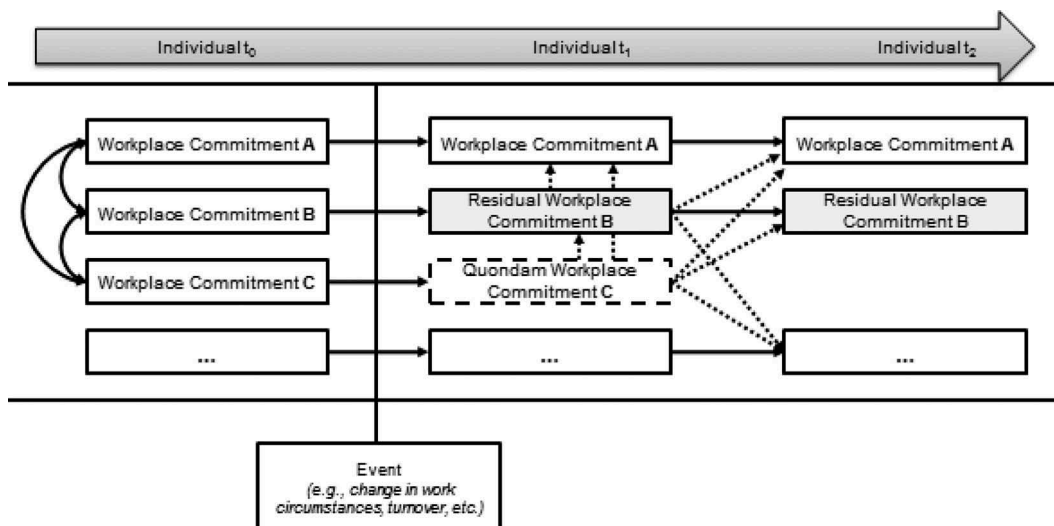 Individual t₀ Individual t₁ Individual t₂
Workplace Commitment A Workplace Commitment A Workplace Commitment A
Workplace Commitment B Residual Workplace Residual Workplace
Commitment B Commitment B
Workplace Commitment C Quondam Workplace
Commitment C
... ... ...
Event
(e.g., change in work
circumstances, turnover, etc.)